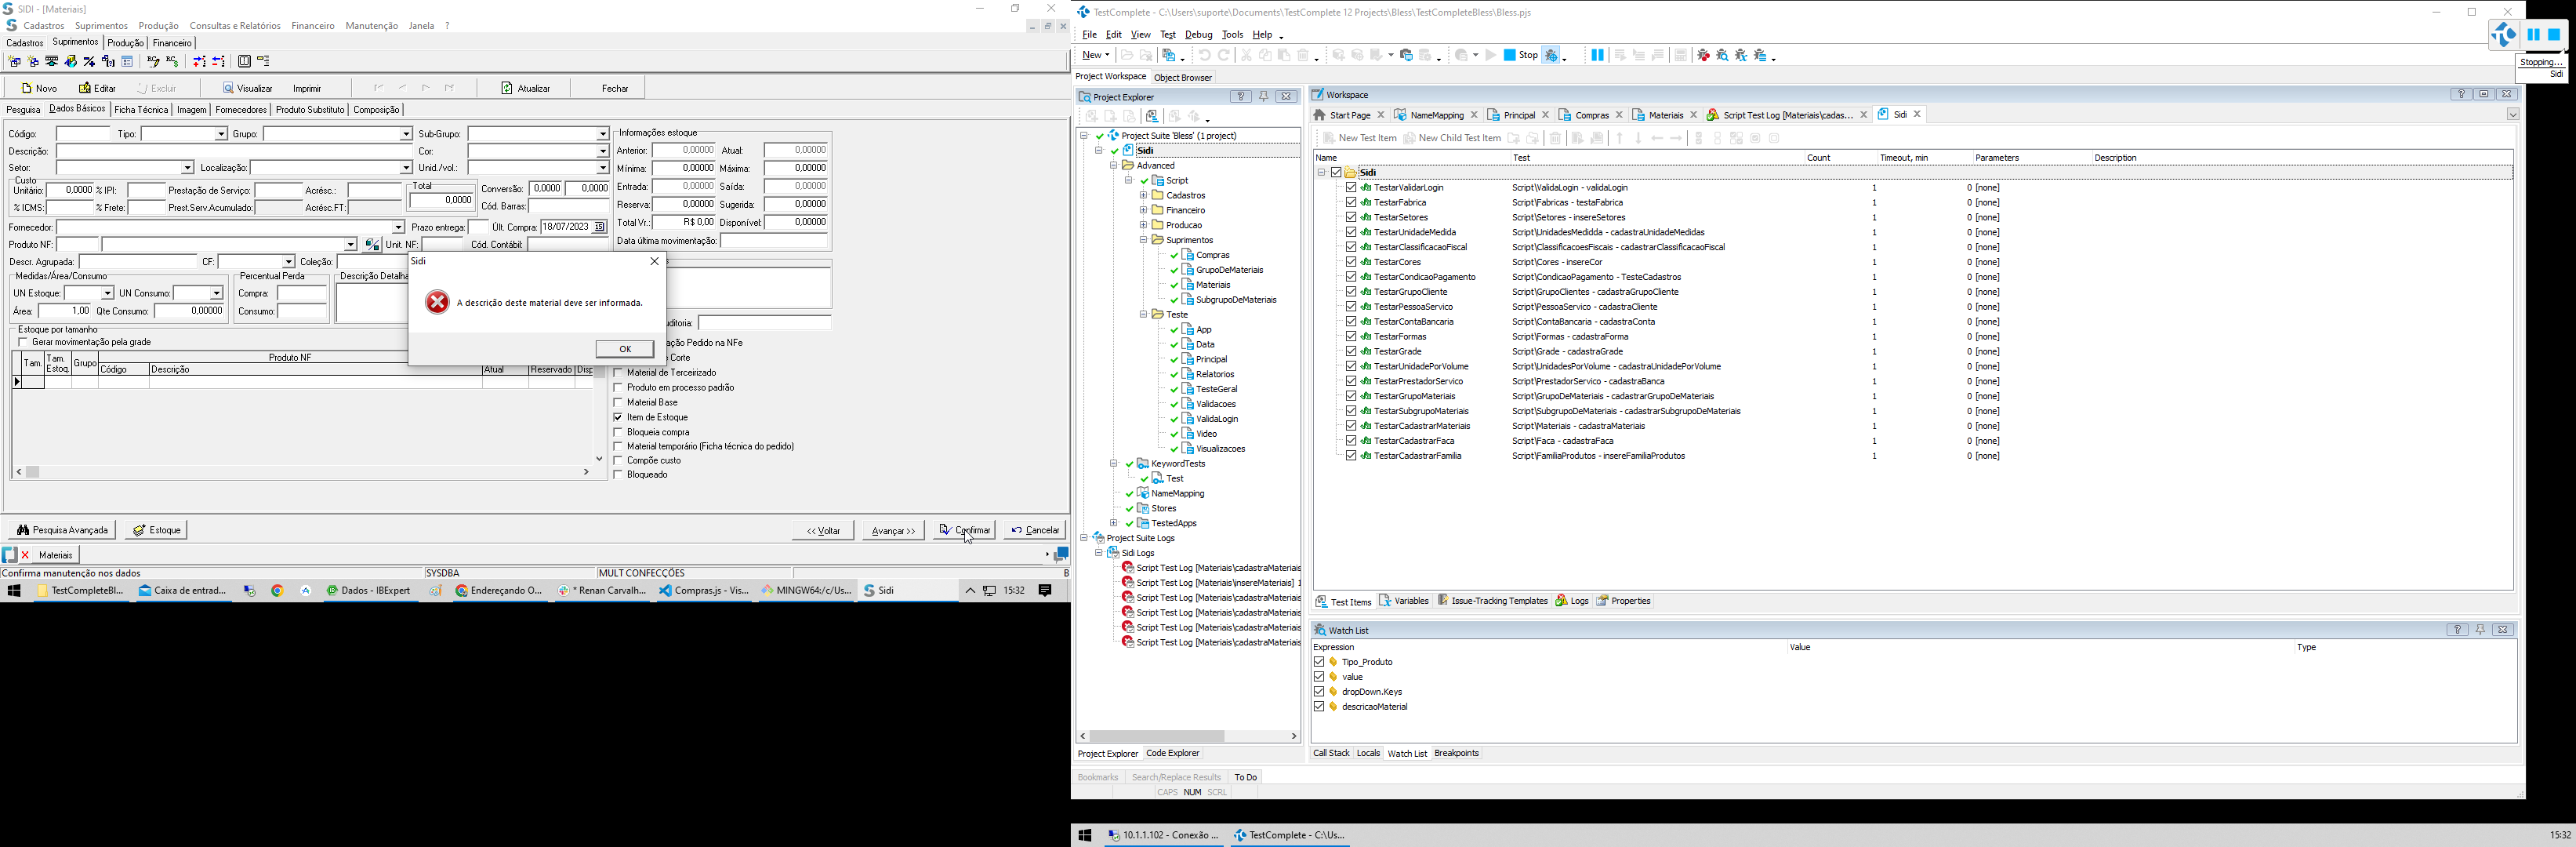 SIDI - [Materiais]
Cadastros Suprimentos Produção Consultas e Relatórios Financeiro Manutenção Janela ?
Cadastros Suprimentos Produção Financeiro
Novo Editar Excluir Visualizar Imprimir Atualizar Fechar
Pesquisa Dados Básicos Ficha Técnica Imagem Fornecedores Produto Substituto Composição
Código: Tipo: Grupo: Sub-Grupo:
Descrição: Cor:
Setor: Localização: Unid./vol.:
Custo
Unitário: 0,0000 % IPI: Prestação de Serviço: Acrésc.: Total 0,0000 Conversão: 0,0000 0,0000
% ICMS: % Frete: Prest.Serv.Acumulado: Acrésc.FT: Cód. Barras:
Fornecedor: Prazo entrega: Últ. Compra: 18/07/2023
Produto NF: Unit. NF: Cód. Contábil:
Descr. Agrupada: CF: Coleção:
Medidas/Área/Consumo Percentual Perda Descrição Detalha
UN Estoque: UN Consumo: Compra:
Área: 1,00 Qte Consumo: 0,00000 Consumo:
Estoque por tamanho
Gerar movimentação pela grade
Tam. Tam. Estoq. Grupo Produto NF
Código Descrição Atual Reservado Disp
Informações estoque
Anterior: 0,00000 Atual: 0,00000
Mínima: 0,00000 Máxima: 0,00000
Entrada: 0,00000 Saída: 0,00000
Reserva: 0,00000 Sugerida: 0,00000
Total Vr.: R$ 0,00 Disponível: 0,00000
Data última movimentação:
Sidi
A descrição deste material deve ser informada.
OK
uditoria:
ação Pedido na NFe
e Corte
Material de Terceirizado
Produto em processo padrão
Material Base
Item de Estoque
Bloqueia compra
Material temporário (Ficha técnica do pedido)
Compõe custo
Bloqueado
Pesquisa Avançada Estoque << Voltar Avançar >> Confirmar Cancelar
Materiais
Confirma manutenção nos dados SYSDBA MULT CONFECÇÕES B
TestCompleteBl... Caixa de entrad... Dados - IBExpert Endereçando O... * Renan Carvalh... Compras.js - Vis... MINGW64:/c/Us... Sidi 15:32
TestComplete - C:\Users\suporte\Documents\TestComplete 12 Projects\Bless\TestCompleteBless\Bless.pjs
File Edit View Test Debug Tools Help
New Stop
Stopping...
Sidi
Project Workspace Object Browser
Project Explorer
Project Suite 'Bless' (1 project)
Sidi
Advanced
Script
Cadastros
Financeiro
Producao
Suprimentos
Compras
GrupoDeMateriais
Materiais
SubgrupoDeMateriais
Teste
App
Data
Principal
Relatorios
TesteGeral
Validacoes
ValidaLogin
Video
Visualizacoes
KeywordTests
Test
NameMapping
Stores
TestedApps
Project Suite Logs
Sidi Logs
Script Test Log [Materiais\cadastraMateriais
Script Test Log [Materiais\insereMateriais] 1
Script Test Log [Materiais\cadastraMateriais
Script Test Log [Materiais\cadastraMateriais
Script Test Log [Materiais\cadastraMateriais
Script Test Log [Materiais\cadastraMateriais
Project Explorer Code Explorer
Workspace
Start Page NameMapping Principal Compras Materiais Script Test Log [Materiais\cadas... Sidi
New Test Item New Child Test Item
Name Test Count Timeout, min Parameters Description
Sidi
TestarValidarLogin Script\ValidaLogin - validaLogin 1 0 [none]
TestarFabrica Script\Fabricas - testaFabrica 1 0 [none]
TestarSetores Script\Setores - insereSetores 1 0 [none]
TestarUnidadeMedida Script\UnidadesMedidda - cadastraUnidadeMedidas 1 0 [none]
TestarClassificacaoFiscal Script\ClassificacoesFiscais - cadastrarClassificacaoFiscal 1 0 [none]
TestarCores Script\Cores - insereCor 1 0 [none]
TestarCondicaoPagamento Script\CondicaoPagamento - TesteCadastros 1 0 [none]
TestarGrupoCliente Script\GrupoClientes - cadastraGrupoCliente 1 0 [none]
TestarPessoaServico Script\PessoaServico - cadastraCliente 1 0 [none]
TestarContaBancaria Script\ContaBancaria - cadastraConta 1 0 [none]
TestarFormas Script\Formas - cadastraForma 1 0 [none]
TestarGrade Script\Grade - cadastraGrade 1 0 [none]
TestarUnidadePorVolume Script\UnidadesPorVolume - cadastraUnidadePorVolume 1 0 [none]
TestarPrestadorServico Script\PrestadorServico - cadastraBanca 1 0 [none]
TestarGrupoMateriais Script\GrupoDeMateriais - cadastrarGrupoDeMateriais 1 0 [none]
TestarSubgrupoMateriais Script\SubgrupoDeMateriais - cadastrarSubgrupoDeMateriais 1 0 [none]
TestarCadastrarMateriais Script\Materiais - cadastraMateriais 1 0 [none]
TestarCadastrarFaca Script\Faca - cadastraFaca 1 0 [none]
TestarCadastrarFamilia Script\FamiliaProdutos - insereFamiliaProdutos 1 0 [none]
Test Items Variables Issue-Tracking Templates Logs Properties
Watch List
Expression Value Type
Tipo_Produto
value
dropDown.Keys
descricaoMaterial
Call Stack Locals Watch List Breakpoints
Bookmarks Search/Replace Results To Do
CAPS NUM SCRL
10.1.1.102 - Conexão ... TestComplete - C:\Us... 15:32